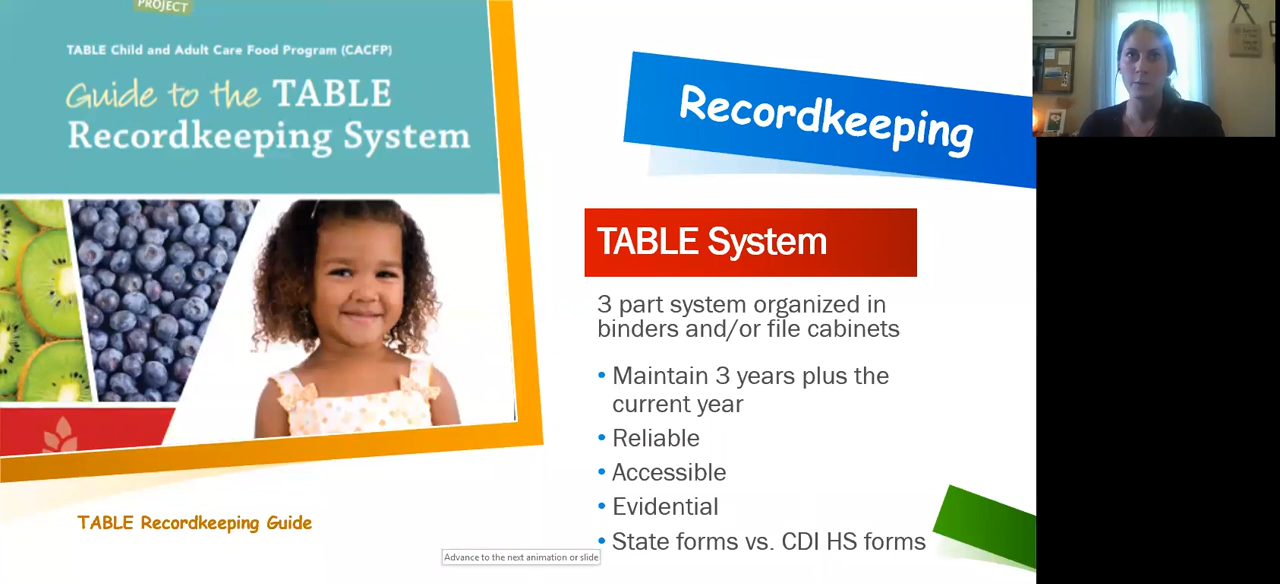 PROJECT
TABLE Child and Adult Care Food Program (CACFP)
Guide to the TABLE
Recordkeeping System
Recordkeeping
TABLE System
3 part system organized in
binders and/or file cabinets
• Maintain 3 years plus the
current year
• Reliable
• Accessible
• Evidential
• State forms vs. CDI HS forms
TABLE Recordkeeping Guide
Advance to the next animation or slide